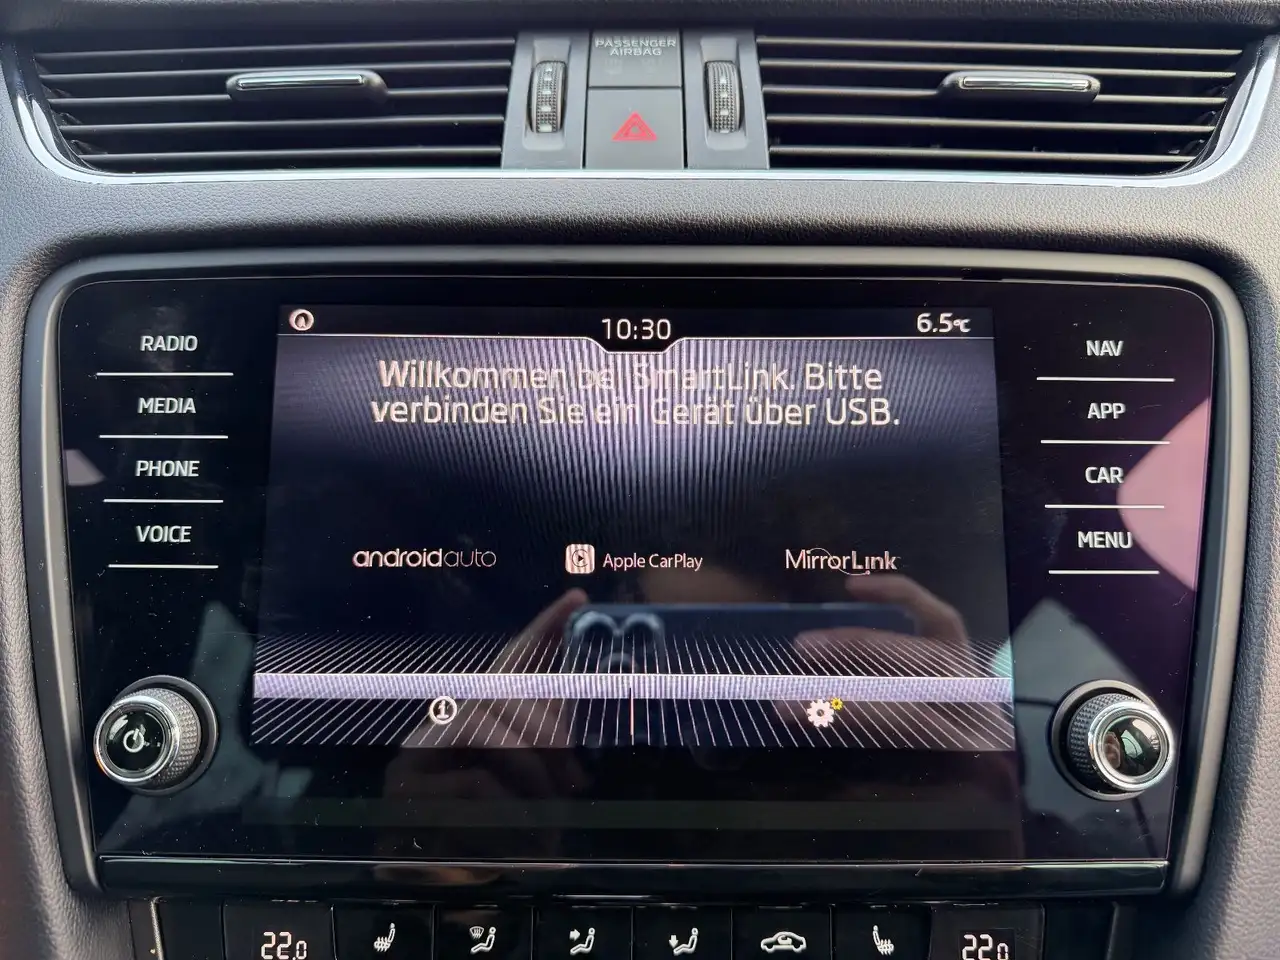 PASSENGER
AIRBAG
10:30
6.5°C
Willkommen bei SmartLink. Bitte
verbinden Sie ein Gerät über USB.
RADIO
MEDIA
PHONE
VOICE
NAV
APP
CAR
MENU
androidauto
Apple CarPlay
MirrorLink
22.0
22.0